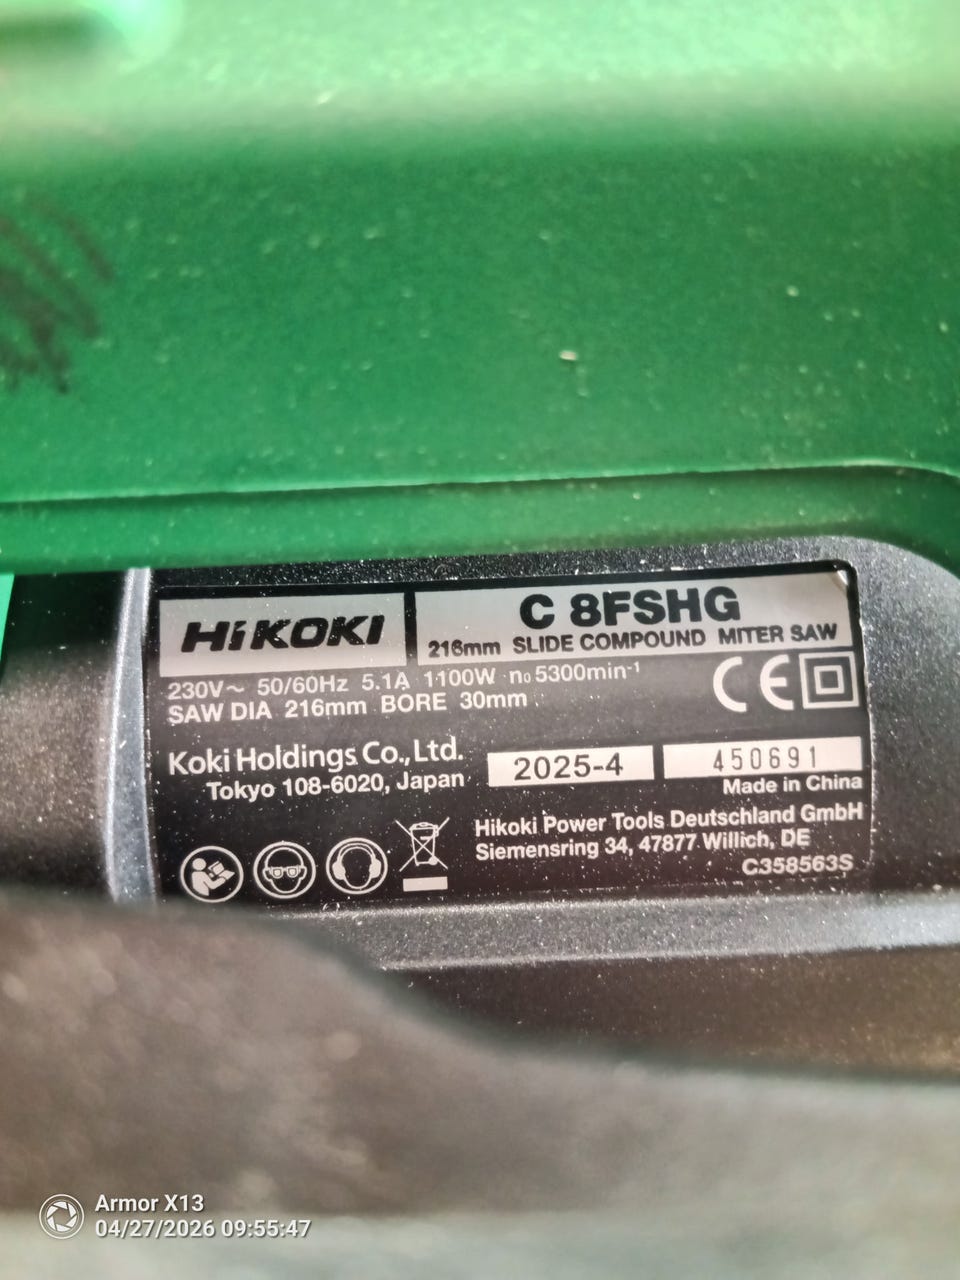 HiKOKI
C 8FSHG
216mm SLIDE COMPOUND MITER SAW
230V~ 50/60Hz 5.1A 1100W n₀ 5300min⁻¹
SAW DIA 216mm BORE 30mm
CE
Koki Holdings Co., Ltd.
Tokyo 108-6020, Japan
2025-4
450691
Made in China
Hikoki Power Tools Deutschland GmbH
Siemensring 34, 47877 Willich, DE
C358563S
Armor X13
04/27/2026 09:55:47